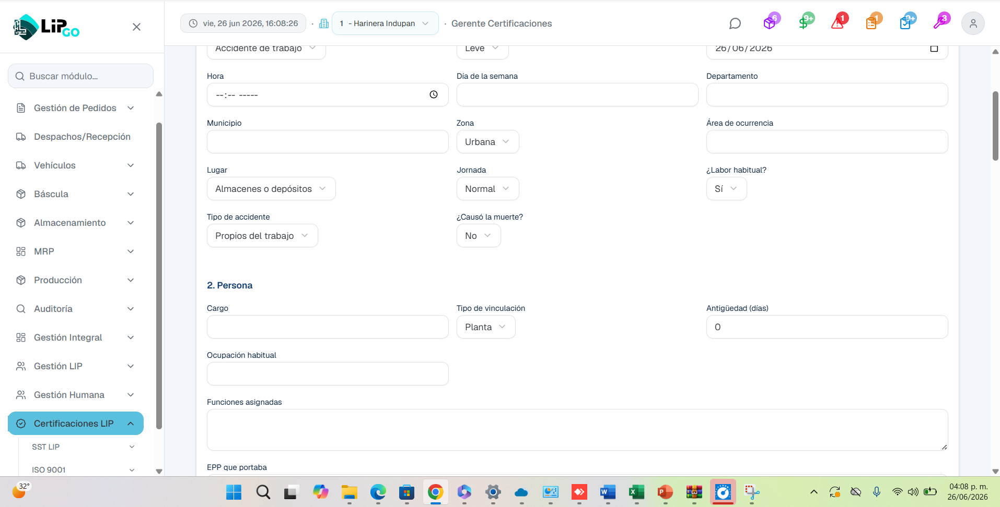 LiP GO
vie, 26 jun 2026, 16:08:26 · 1 - Harinera Indupan · Gerente Certificaciones
6
9+
1
1
3
Buscar módulo...
Gestión de Pedidos
Despachos/Recepción
Vehículos
Báscula
Almacenamiento
MRP
Producción
Auditoría
Gestión Integral
Gestión LIP
Gestión Humana
Certificaciones LIP
SST LIP
ISO 9001
Accidente de trabajo
Leve
26/06/2026
Hora
Día de la semana
Departamento
--:-- -----
Municipio
Zona
Área de ocurrencia
Urbana
Lugar
Jornada
¿Labor habitual?
Almacenes o depósitos
Normal
Sí
Tipo de accidente
¿Causó la muerte?
Propios del trabajo
No
2. Persona
Cargo
Tipo de vinculación
Antigüedad (días)
Planta
0
Ocupación habitual
Funciones asignadas
EPP que portaba
32°
04:08 p. m.
26/06/2026